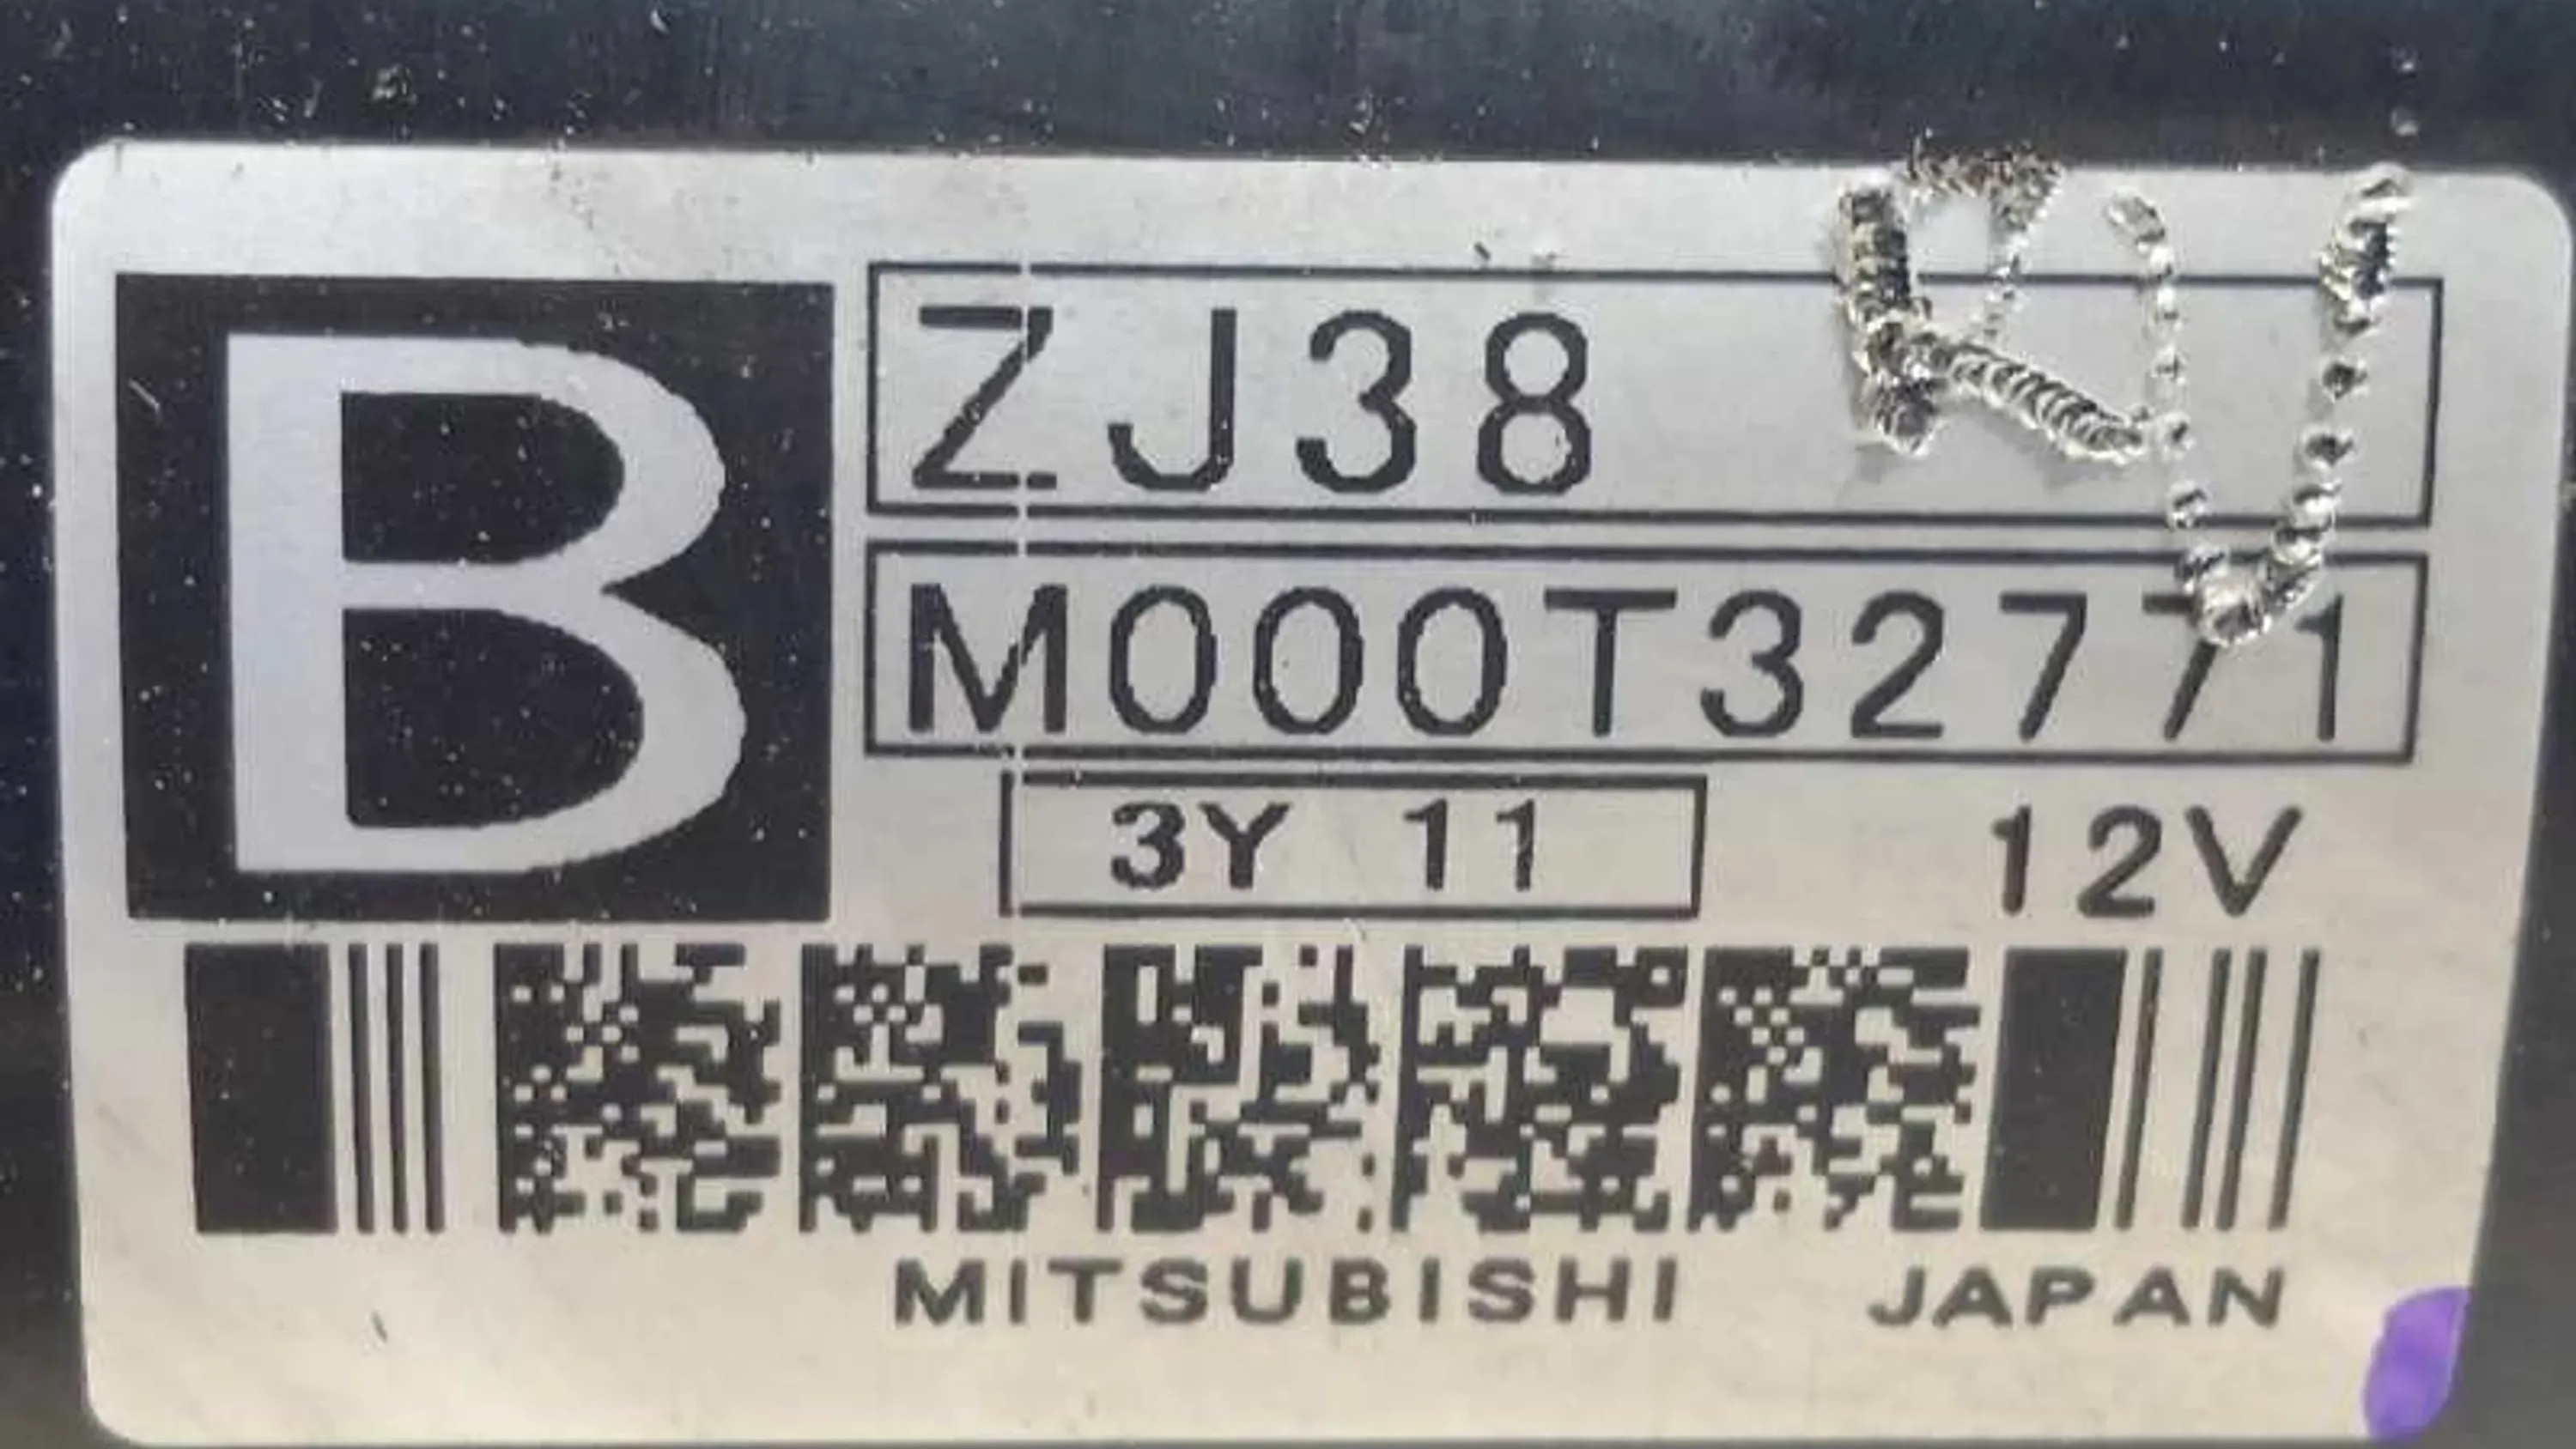 B
ZJ38
M000T32771
3Y 11
12V
MITSUBISHI JAPAN